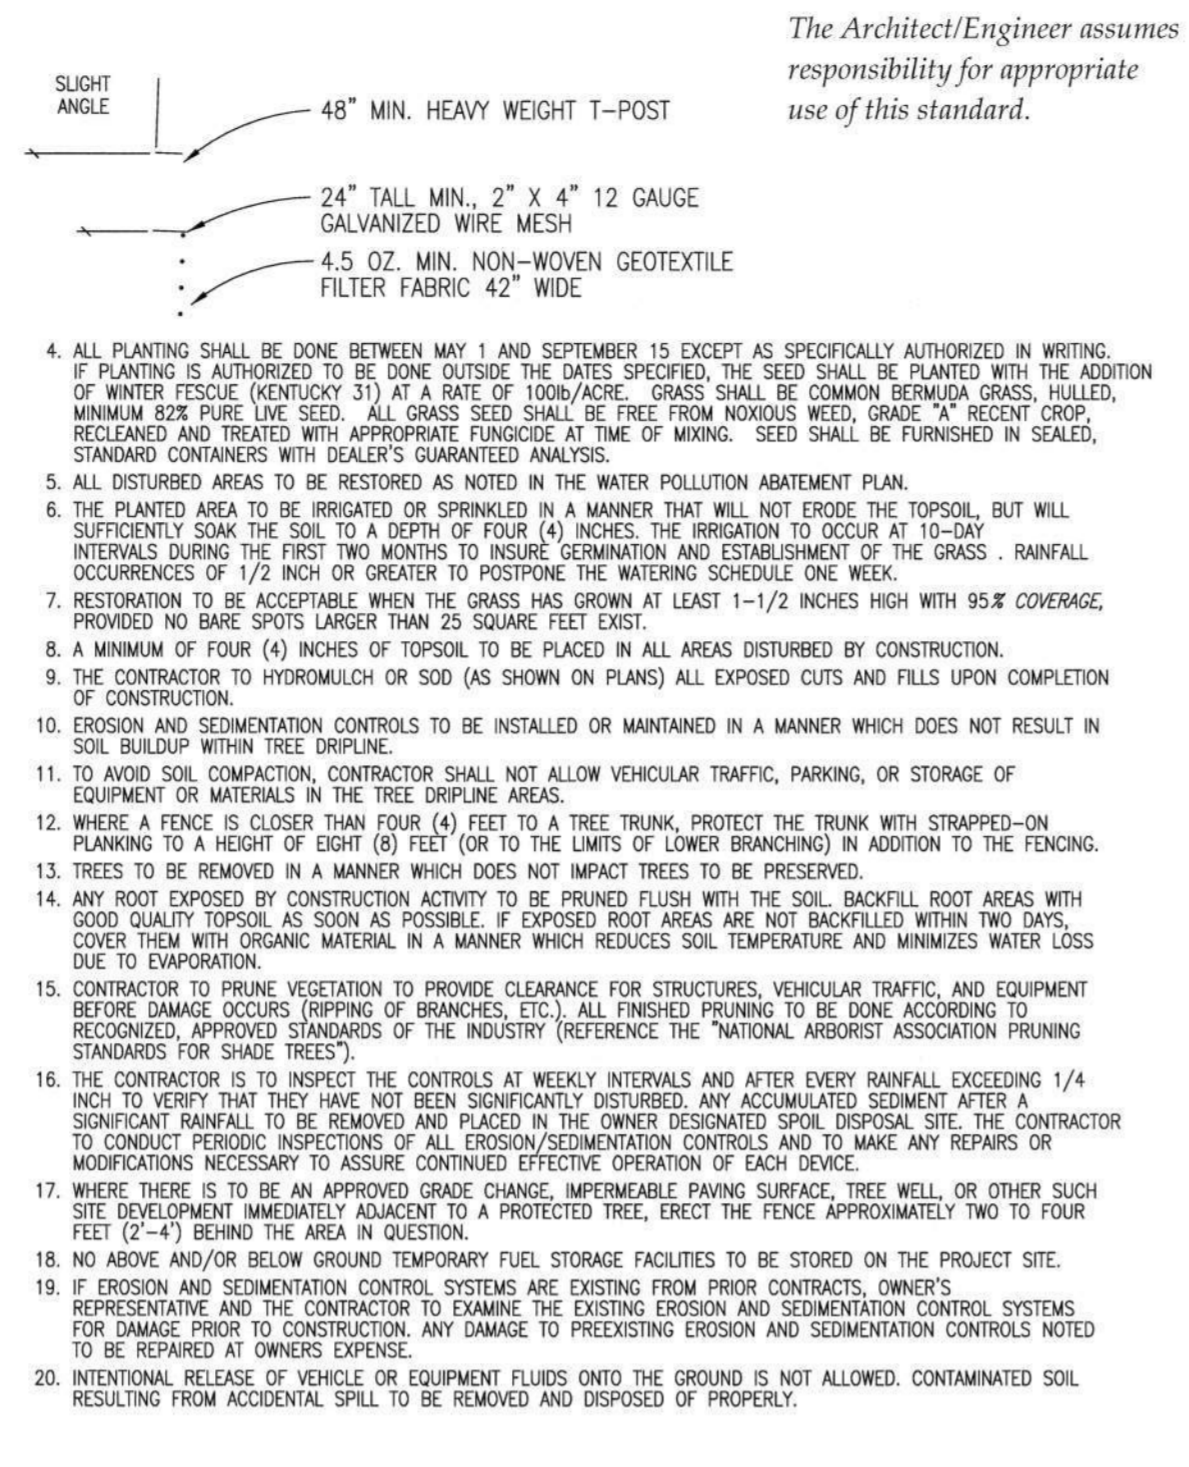 The Architect/Engineer assumes
responsibility for appropriate
use of this standard.
SLIGHT
ANGLE
48" MIN. HEAVY WEIGHT T-POST
24" TALL MIN., 2" X 4" 12 GAUGE
GALVANIZED WIRE MESH
4.5 OZ. MIN. NON-WOVEN GEOTEXTILE
FILTER FABRIC 42" WIDE
4. ALL PLANTING SHALL BE DONE BETWEEN MAY 1 AND SEPTEMBER 15 EXCEPT AS SPECIFICALLY AUTHORIZED IN WRITING.
IF PLANTING IS AUTHORIZED TO BE DONE OUTSIDE THE DATES SPECIFIED, THE SEED SHALL BE PLANTED WITH THE ADDITION
OF WINTER FESCUE (KENTUCKY 31) AT A RATE OF 100lb/ACRE. GRASS SHALL BE COMMON BERMUDA GRASS, HULLED,
MINIMUM 82% PURE LIVE SEED. ALL GRASS SEED SHALL BE FREE FROM NOXIOUS WEED, GRADE "A" RECENT CROP,
RECLEANED AND TREATED WITH APPROPRIATE FUNGICIDE AT TIME OF MIXING. SEED SHALL BE FURNISHED IN SEALED,
STANDARD CONTAINERS WITH DEALER'S GUARANTEED ANALYSIS.
5. ALL DISTURBED AREAS TO BE RESTORED AS NOTED IN THE WATER POLLUTION ABATEMENT PLAN.
6. THE PLANTED AREA TO BE IRRIGATED OR SPRINKLED IN A MANNER THAT WILL NOT ERODE THE TOPSOIL, BUT WILL
SUFFICIENTLY SOAK THE SOIL TO A DEPTH OF FOUR (4) INCHES. THE IRRIGATION TO OCCUR AT 10-DAY
INTERVALS DURING THE FIRST TWO MONTHS TO INSURE GERMINATION AND ESTABLISHMENT OF THE GRASS . RAINFALL
OCCURRENCES OF 1/2 INCH OR GREATER TO POSTPONE THE WATERING SCHEDULE ONE WEEK.
7. RESTORATION TO BE ACCEPTABLE WHEN THE GRASS HAS GROWN AT LEAST 1-1/2 INCHES HIGH WITH 95% COVERAGE,
PROVIDED NO BARE SPOTS LARGER THAN 25 SQUARE FEET EXIST.
8. A MINIMUM OF FOUR (4) INCHES OF TOPSOIL TO BE PLACED IN ALL AREAS DISTURBED BY CONSTRUCTION.
9. THE CONTRACTOR TO HYDROMULCH OR SOD (AS SHOWN ON PLANS) ALL EXPOSED CUTS AND FILLS UPON COMPLETION
OF CONSTRUCTION.
10. EROSION AND SEDIMENTATION CONTROLS TO BE INSTALLED OR MAINTAINED IN A MANNER WHICH DOES NOT RESULT IN
SOIL BUILDUP WITHIN TREE DRIPLINE.
11. TO AVOID SOIL COMPACTION, CONTRACTOR SHALL NOT ALLOW VEHICULAR TRAFFIC, PARKING, OR STORAGE OF
EQUIPMENT OR MATERIALS IN THE TREE DRIPLINE AREAS.
12. WHERE A FENCE IS CLOSER THAN FOUR (4) FEET TO A TREE TRUNK, PROTECT THE TRUNK WITH STRAPPED-ON
PLANKING TO A HEIGHT OF EIGHT (8) FEET (OR TO THE LIMITS OF LOWER BRANCHING) IN ADDITION TO THE FENCING.
13. TREES TO BE REMOVED IN A MANNER WHICH DOES NOT IMPACT TREES TO BE PRESERVED.
14. ANY ROOT EXPOSED BY CONSTRUCTION ACTIVITY TO BE PRUNED FLUSH WITH THE SOIL. BACKFILL ROOT AREAS WITH
GOOD QUALITY TOPSOIL AS SOON AS POSSIBLE. IF EXPOSED ROOT AREAS ARE NOT BACKFILLED WITHIN TWO DAYS,
COVER THEM WITH ORGANIC MATERIAL IN A MANNER WHICH REDUCES SOIL TEMPERATURE AND MINIMIZES WATER LOSS
DUE TO EVAPORATION.
15. CONTRACTOR TO PRUNE VEGETATION TO PROVIDE CLEARANCE FOR STRUCTURES, VEHICULAR TRAFFIC, AND EQUIPMENT
BEFORE DAMAGE OCCURS (RIPPING OF BRANCHES, ETC.). ALL FINISHED PRUNING TO BE DONE ACCORDING TO
RECOGNIZED, APPROVED STANDARDS OF THE INDUSTRY (REFERENCE THE "NATIONAL ARBORIST ASSOCIATION PRUNING
STANDARDS FOR SHADE TREES").
16. THE CONTRACTOR IS TO INSPECT THE CONTROLS AT WEEKLY INTERVALS AND AFTER EVERY RAINFALL EXCEEDING 1/4
INCH TO VERIFY THAT THEY HAVE NOT BEEN SIGNIFICANTLY DISTURBED. ANY ACCUMULATED SEDIMENT AFTER A
SIGNIFICANT RAINFALL TO BE REMOVED AND PLACED IN THE OWNER DESIGNATED SPOIL DISPOSAL SITE. THE CONTRACTOR
TO CONDUCT PERIODIC INSPECTIONS OF ALL EROSION/SEDIMENTATION CONTROLS AND TO MAKE ANY REPAIRS OR
MODIFICATIONS NECESSARY TO ASSURE CONTINUED EFFECTIVE OPERATION OF EACH DEVICE.
17. WHERE THERE IS TO BE AN APPROVED GRADE CHANGE, IMPERMEABLE PAVING SURFACE, TREE WELL, OR OTHER SUCH
SITE DEVELOPMENT IMMEDIATELY ADJACENT TO A PROTECTED TREE, ERECT THE FENCE APPROXIMATELY TWO TO FOUR
FEET (2'-4') BEHIND THE AREA IN QUESTION.
18. NO ABOVE AND/OR BELOW GROUND TEMPORARY FUEL STORAGE FACILITIES TO BE STORED ON THE PROJECT SITE.
19. IF EROSION AND SEDIMENTATION CONTROL SYSTEMS ARE EXISTING FROM PRIOR CONTRACTS, OWNER'S
REPRESENTATIVE AND THE CONTRACTOR TO EXAMINE THE EXISTING EROSION AND SEDIMENTATION CONTROL SYSTEMS
FOR DAMAGE PRIOR TO CONSTRUCTION. ANY DAMAGE TO PREEXISTING EROSION AND SEDIMENTATION CONTROLS NOTED
TO BE REPAIRED AT OWNERS EXPENSE.
20. INTENTIONAL RELEASE OF VEHICLE OR EQUIPMENT FLUIDS ONTO THE GROUND IS NOT ALLOWED. CONTAMINATED SOIL
RESULTING FROM ACCIDENTAL SPILL TO BE REMOVED AND DISPOSED OF PROPERLY.